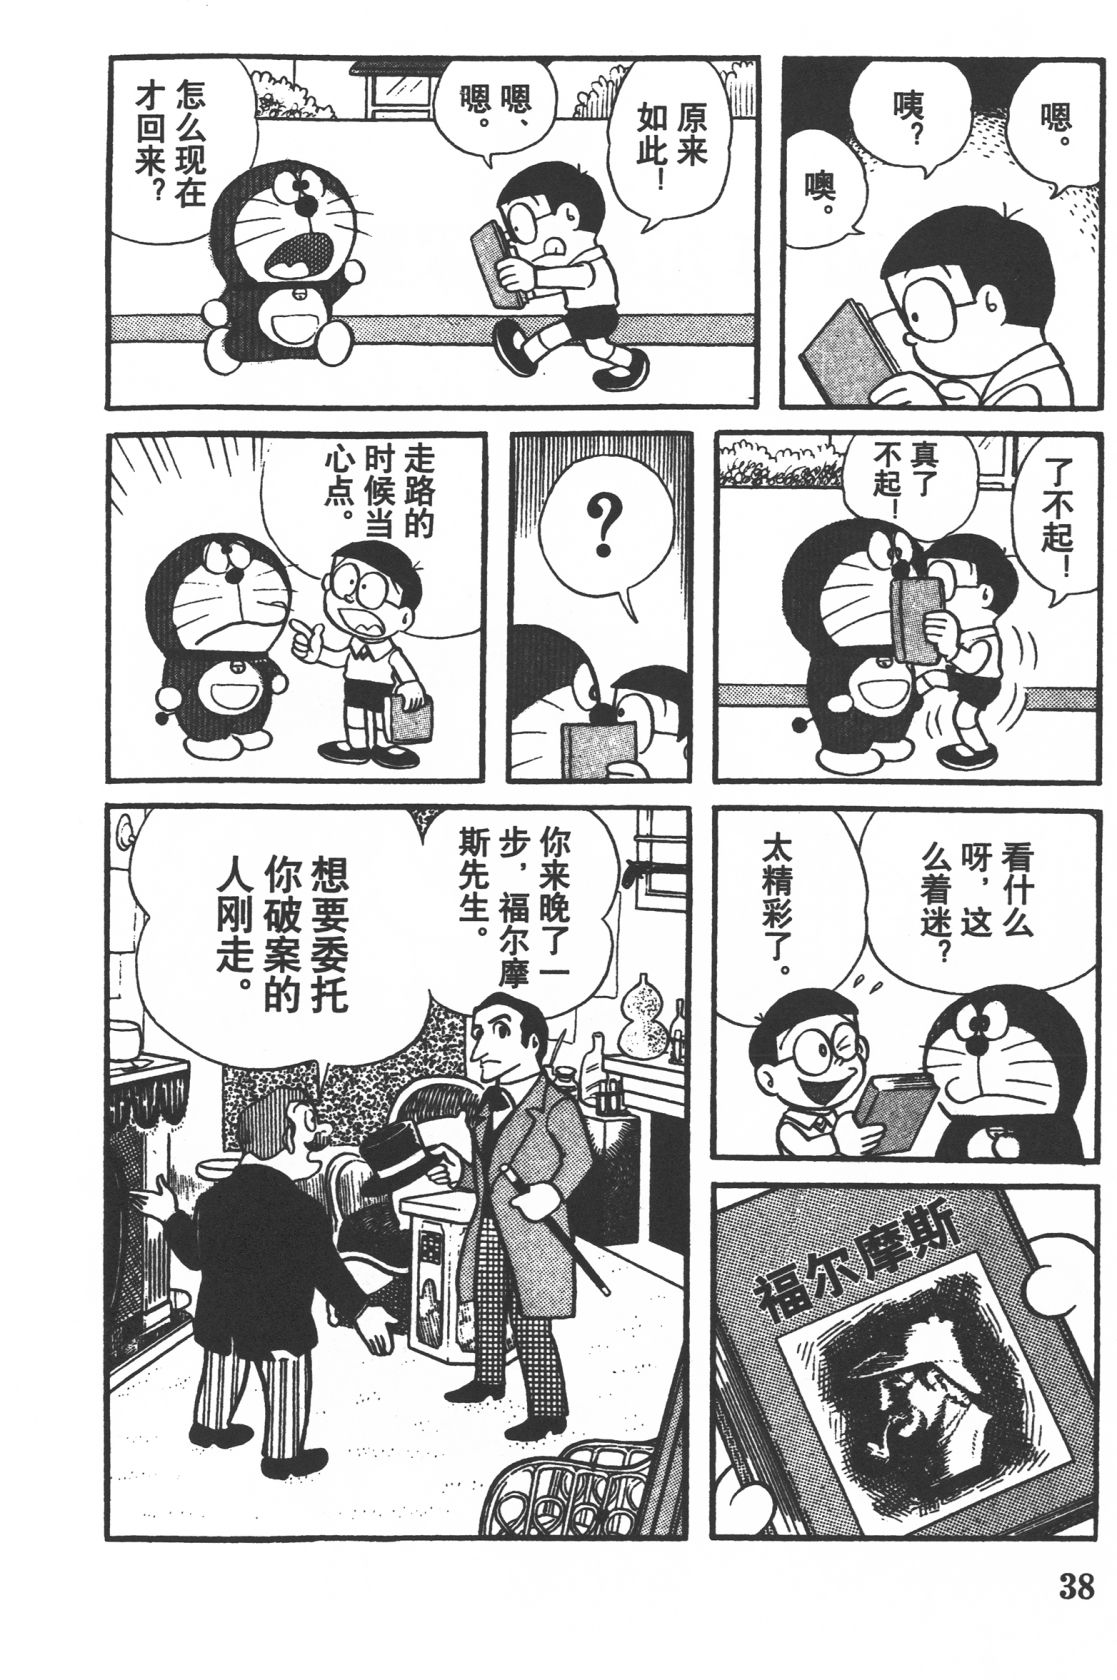 嗯。
咦？
噢。
原来
如此！
嗯、
嗯。
怎么现在
才回来？
了不起！
真了
不起！
？
走路的
时候当
心点。
看什么
呀，这
么着迷？
太精彩了。
福尔摩斯
你来晚了一
步，福尔摩
斯先生。
想要委托
你破案的
人刚走。
38